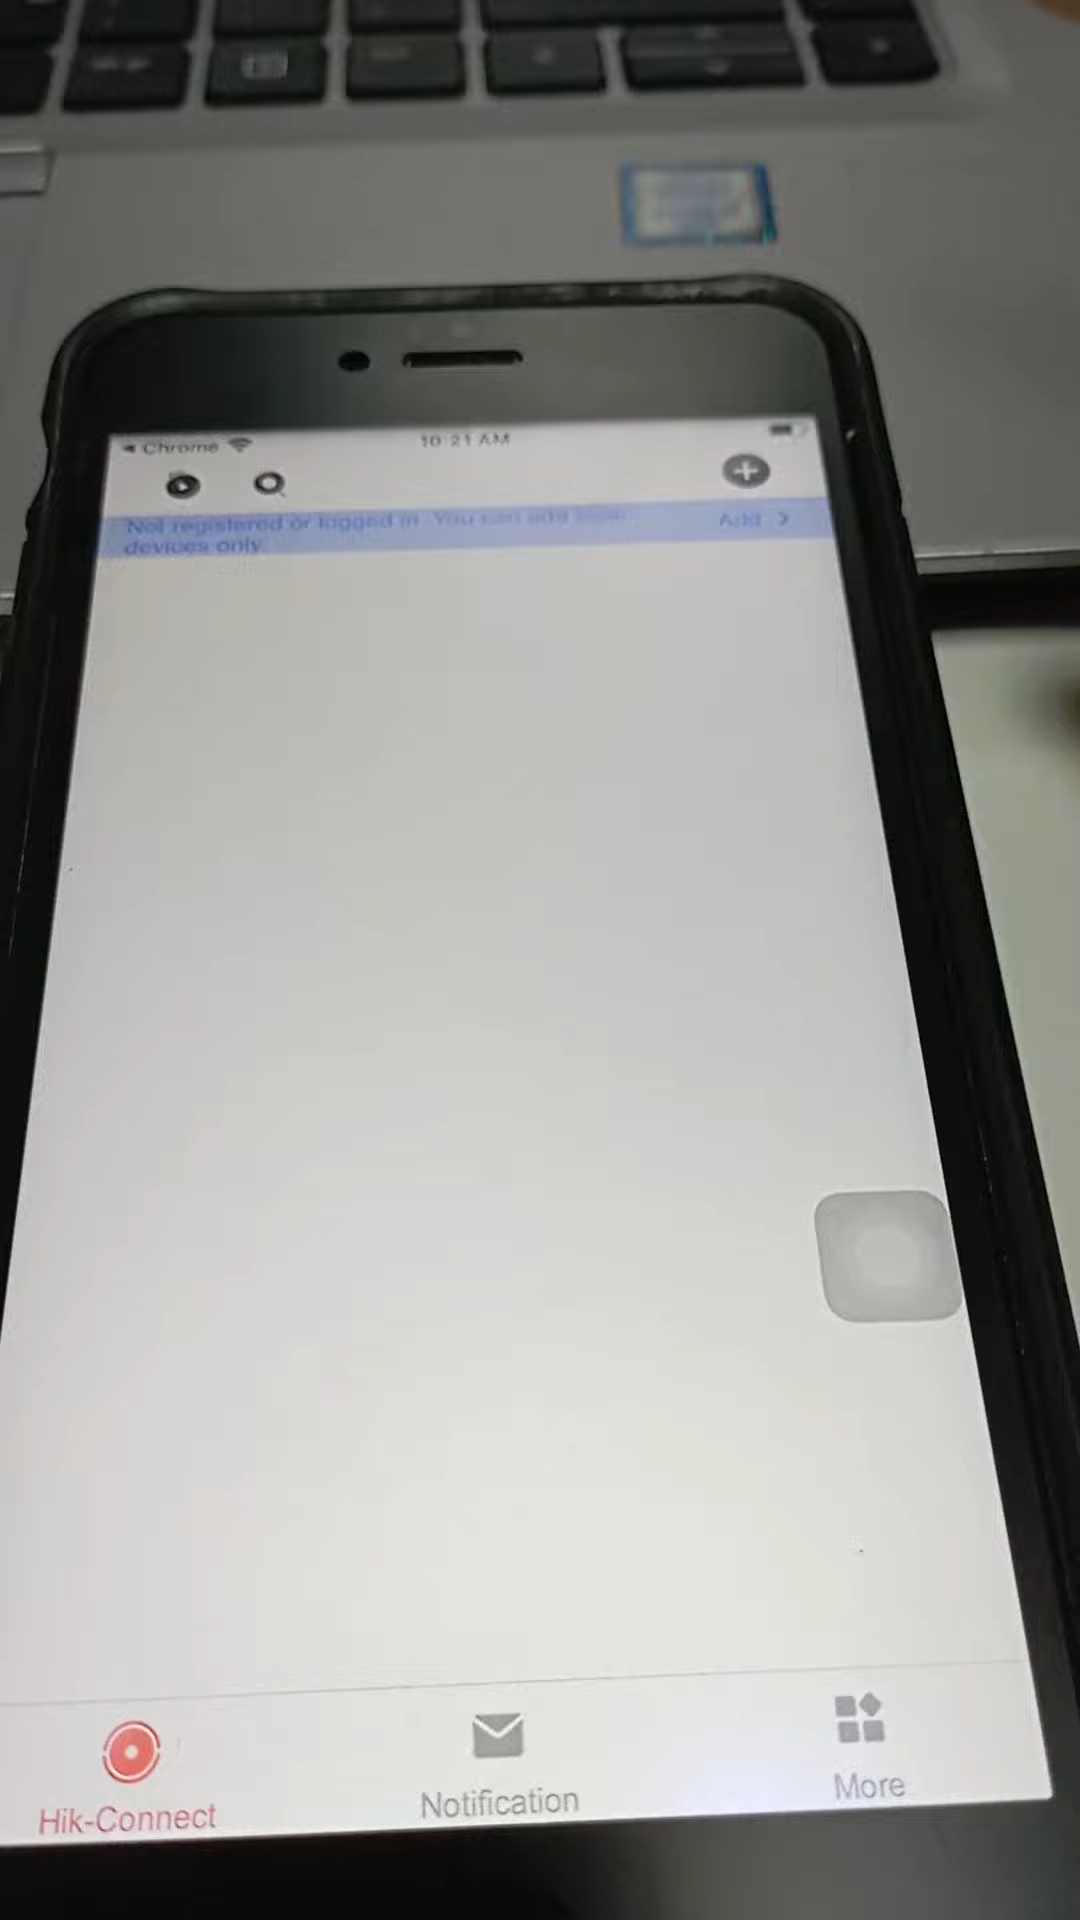 Chrome
10:21 AM
Not registered or logged in. You can add
devices only.
Add
Hik-Connect
Notification
More